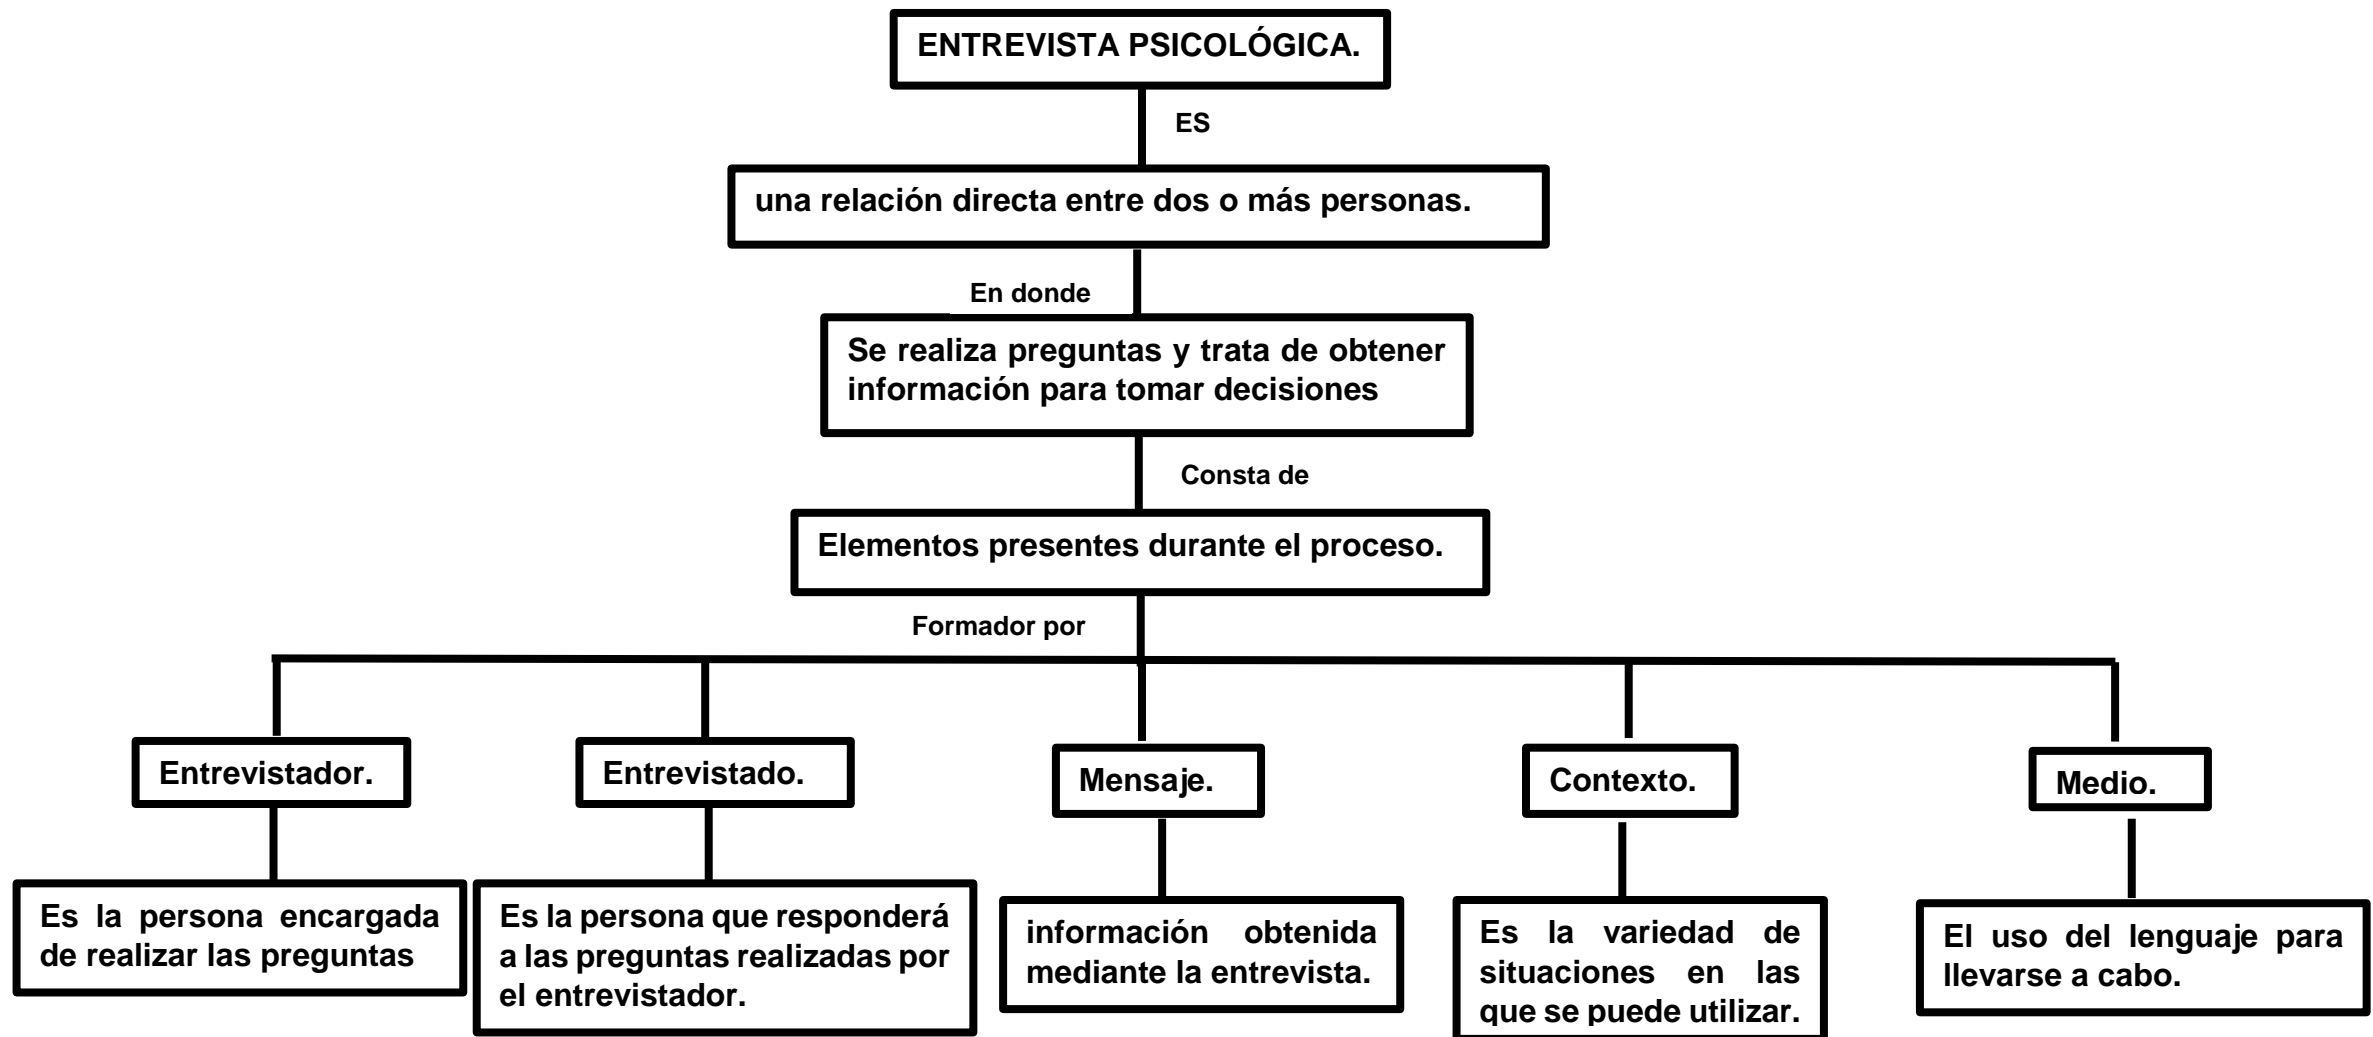 ENTREVISTA PSICOLÓGICA.
ES
una relación directa entre dos o más personas.
En donde
Se realiza preguntas y trata de obtener
información para tomar decisiones
Consta de
Elementos presentes durante el proceso.
Formador por
Entrevistador.
Entrevistado.
Mensaje.
Contexto.
Medio.
Es la persona encargada
de realizar las preguntas
Es la persona que responderá
a las preguntas realizadas por
el entrevistador.
información obtenida
mediante la entrevista.
Es la variedad de
situaciones en las
que se puede utilizar.
El uso del lenguaje para
llevarse a cabo.